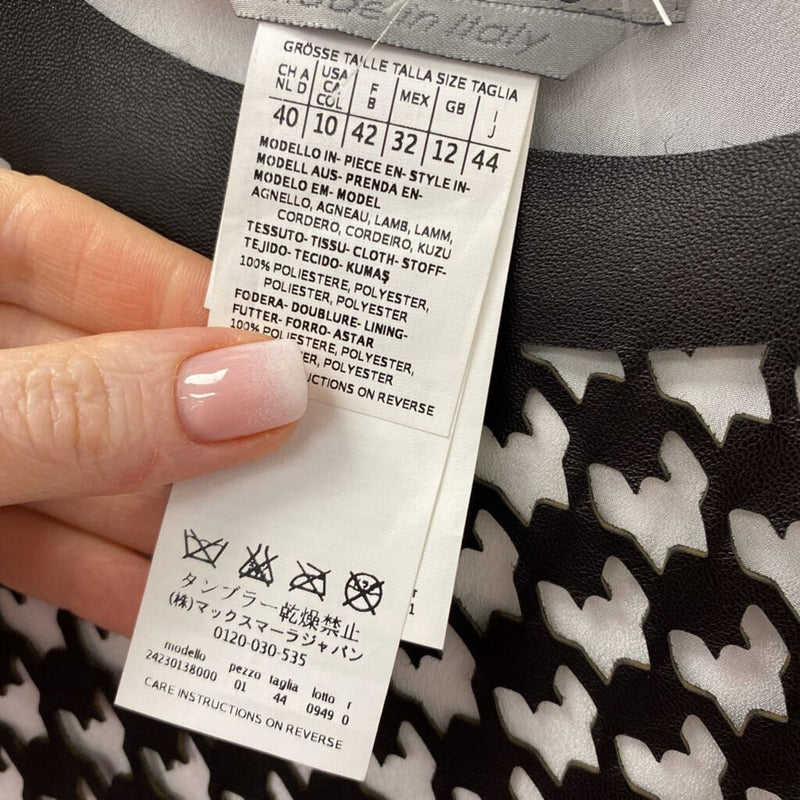 made in Italy
GRÖSSE TAILLE TALLA SIZE TAGLIA
CH A NL D | USA CA COL | F B | MEX | GB | I J
40 | 10 | 42 | 32 | 12 | 44
MODELLO IN- PIECE EN- STYLE IN-
MODELL AUS- PRENDA EN-
MODELO EM- MODEL
AGNELLO, AGNEAU, LAMB, LAMM,
CORDERO, CORDEIRO, KUZU
TESSUTO- TISSU- CLOTH- STOFF-
TEJIDO- TECIDO- KUMAŞ
100% POLIESTERE, POLYESTER,
POLIESTER, POLYESTER
FODERA- DOUBLURE- LINING-
FUTTER- FORRO- ASTAR
100% POLIESTERE, POLYESTER,
POLYESTER
UCTIONS ON REVERSE
タンブラー乾燥禁止
(株)マックスマーラジャパン
0120-030-535
modello pezzo taglia lotto r
24230138000 01 44 0949 0
CARE INSTRUCTIONS ON REVERSE
r
1